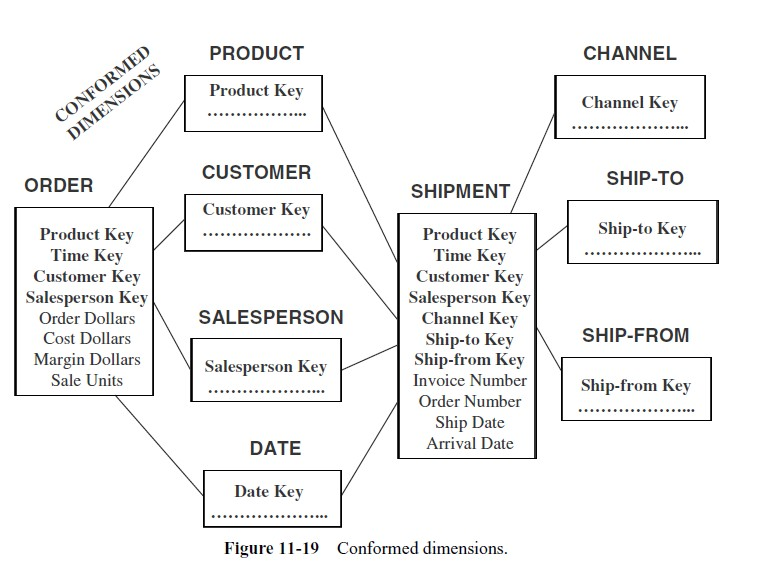 CONFORMED
DIMENSIONS
PRODUCT
Product Key
……………...
CUSTOMER
Customer Key
……………….
SALESPERSON
Salesperson Key
………………...
DATE
Date Key
………………...
ORDER
Product Key
Time Key
Customer Key
Salesperson Key
Order Dollars
Cost Dollars
Margin Dollars
Sale Units
SHIPMENT
Product Key
Time Key
Customer Key
Salesperson Key
Channel Key
Ship-to Key
Ship-from Key
Invoice Number
Order Number
Ship Date
Arrival Date
CHANNEL
Channel Key
………………...
SHIP-TO
Ship-to Key
………………...
SHIP-FROM
Ship-from Key
………………...
Figure 11-19 Conformed dimensions.